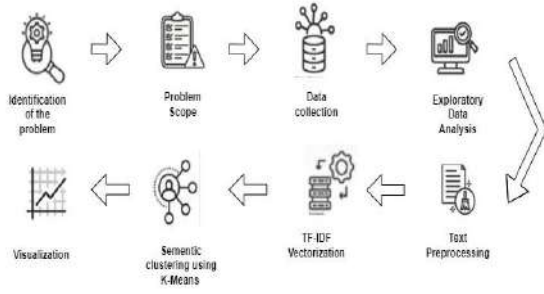 Identification
of the
problem
Problem
Scope
Data
collection
Exploratory
Data
Analysis
Text
Preprocessing
TF-IDF
Vectorization
Sementic
clustering using
K-Means
Visualization